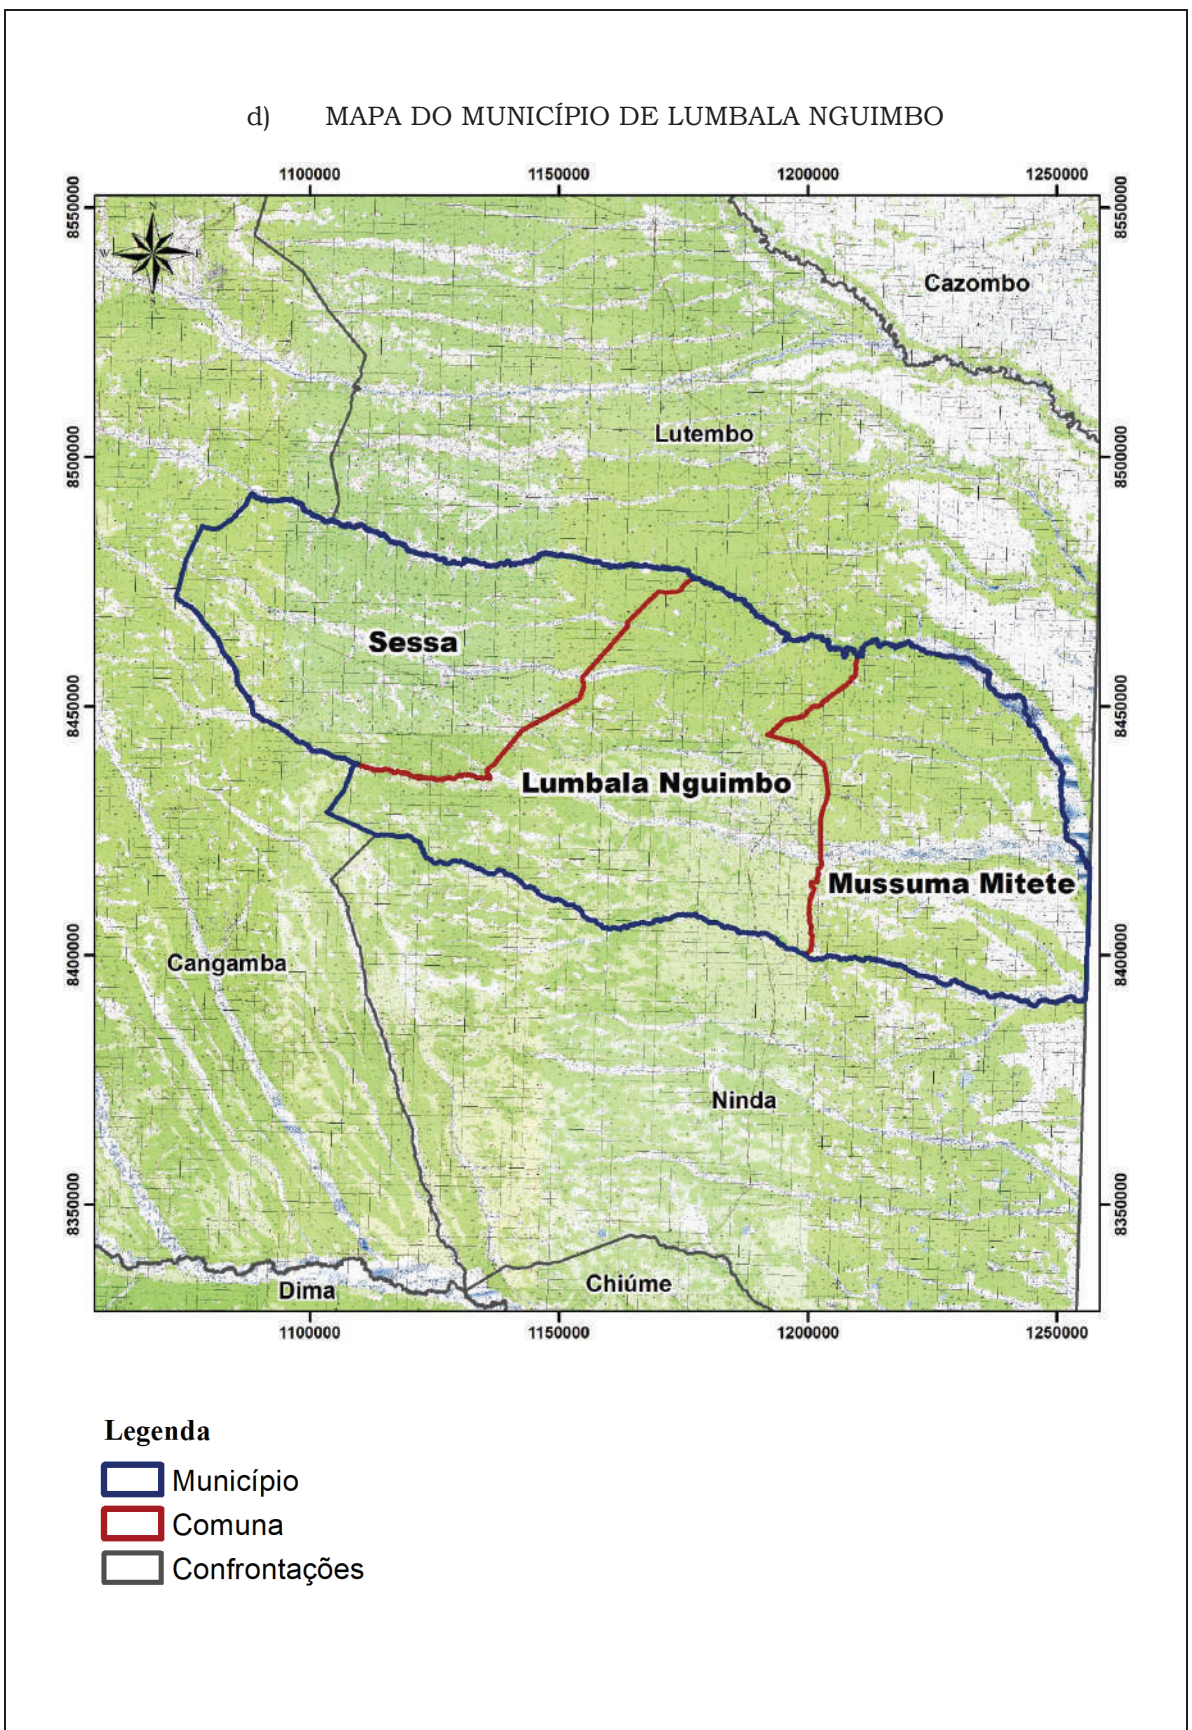 d) MAPA DO MUNICÍPIO DE LUMBALA NGUIMBO
1100000 1150000 1200000 1250000
8550000 8550000
N
W E
S
Cazombo
Lutembo
8500000 8500000
Sessa
8450000 8450000
Lumbala Nguimbo
Mussuma Mitete
Cangamba
8400000 8400000
Ninda
8350000 8350000
Dima
Chiúme
1100000 1150000 1200000 1250000
Legenda
Município
Comuna
Confrontações